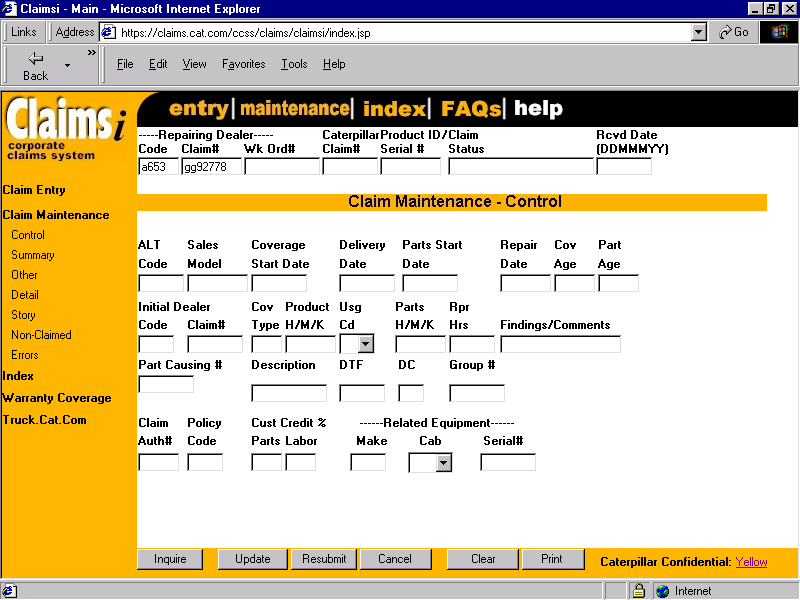 Claimsi - Main - Microsoft Internet Explorer
Links Address https://claims.cat.com/ccss/claims/claimsi/index.jsp Go
Back » File Edit View Favorites Tools Help
Claimsi
corporate
claims system
entry| maintenance| index| FAQs| help
-----Repairing Dealer----- Caterpillar Product ID/Claim Rcvd Date
Code Claim# Wk Ord# Claim# Serial # Status (DDMMMYY)
a653 gg92778
Claim Entry
Claim Maintenance
Control
Summary
Other
Detail
Story
Non-Claimed
Errors
Index
Warranty Coverage
Truck.Cat.Com
Claim Maintenance - Control
ALT Sales Coverage Delivery Parts Start Repair Cov Part
Code Model Start Date Date Date Date Age Age
Initial Dealer Cov Product Usg Parts Rpr
Code Claim# Type H/M/K Cd H/M/K Hrs Findings/Comments
Part Causing # Description DTF DC Group #
Claim Policy Cust Credit % ------Related Equipment------
Auth# Code Parts Labor Make Cab Serial#
Inquire Update Resubmit Cancel Clear Print Caterpillar Confidential: Yellow
Internet